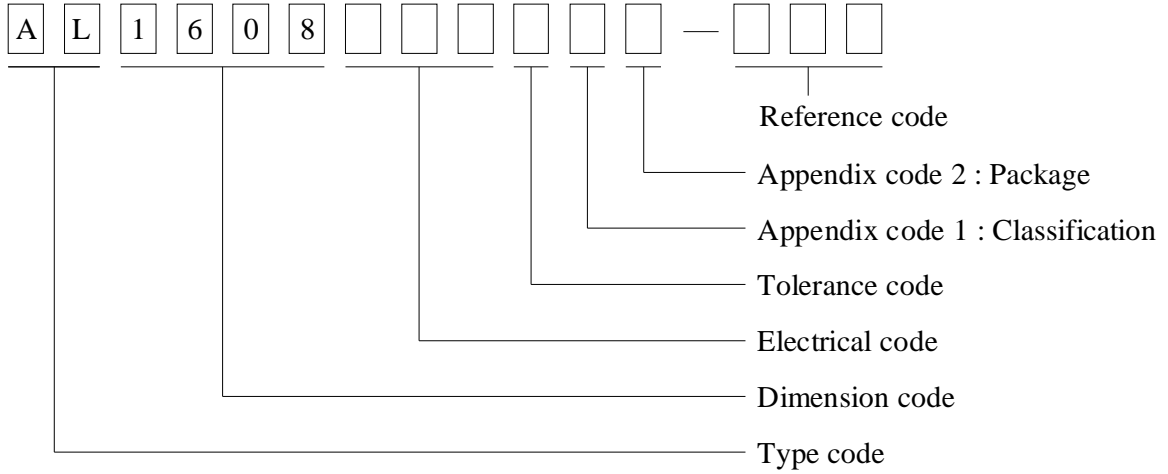 A L 1 6 0 8 —
Reference code
Appendix code 2 : Package
Appendix code 1 : Classification
Tolerance code
Electrical code
Dimension code
Type code